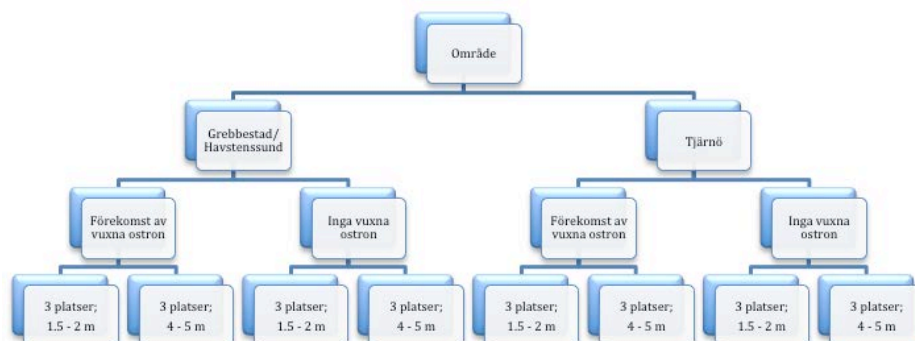 Område
Grebbestad/
Havstenssund
Tjärnö
Förekomst av
vuxna ostron
Inga vuxna
ostron
Förekomst av
vuxna ostron
Inga vuxna
ostron
3 platser;
1.5 - 2 m
3 platser;
4 - 5 m
3 platser;
1.5 - 2 m
3 platser;
4 - 5 m
3 platser;
1.5 - 2 m
3 platser;
4 - 5 m
3 platser;
1.5 - 2 m
3 platser;
4 - 5 m